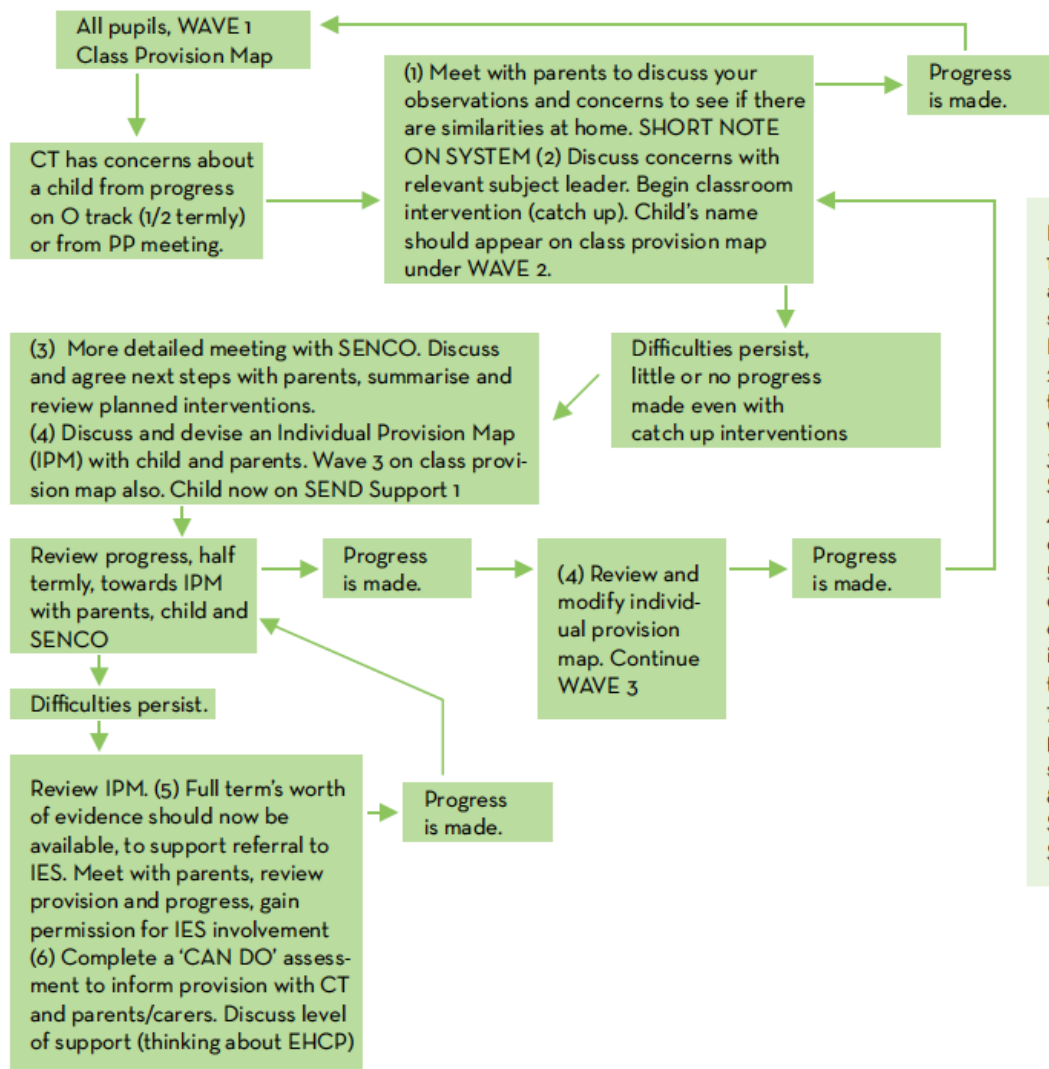 All pupils, WAVE 1
Class Provision Map
Progress
is made.
(1) Meet with parents to discuss your
observations and concerns to see if there
are similarities at home. SHORT NOTE
ON SYSTEM (2) Discuss concerns with
relevant subject leader. Begin classroom
intervention (catch up). Child's name
should appear on class provision map
under WAVE 2.
CT has concerns about
a child from progress
on O track (1/2 termly)
or from PP meeting.
Difficulties persist,
little or no progress
made even with
catch up interventions
(3) More detailed meeting with SENCO. Discuss
and agree next steps with parents, summarise and
review planned interventions.
(4) Discuss and devise an Individual Provision Map
(IPM) with child and parents. Wave 3 on class provi-
sion map also. Child now on SEND Support 1
Review progress, half
termly, towards IPM
with parents, child and
SENCO
Progress
is made.
(4) Review and
modify individ-
ual provision
map. Continue
WAVE 3
Progress
is made.
Difficulties persist.
Review IPM. (5) Full term's worth
of evidence should now be
available, to support referral to
IES. Meet with parents, review
provision and progress, gain
permission for IES involvement
(6) Complete a 'CAN DO' assess-
ment to inform provision with CT
and parents/carers. Discuss level
of support (thinking about EHCP)
Progress
is made.